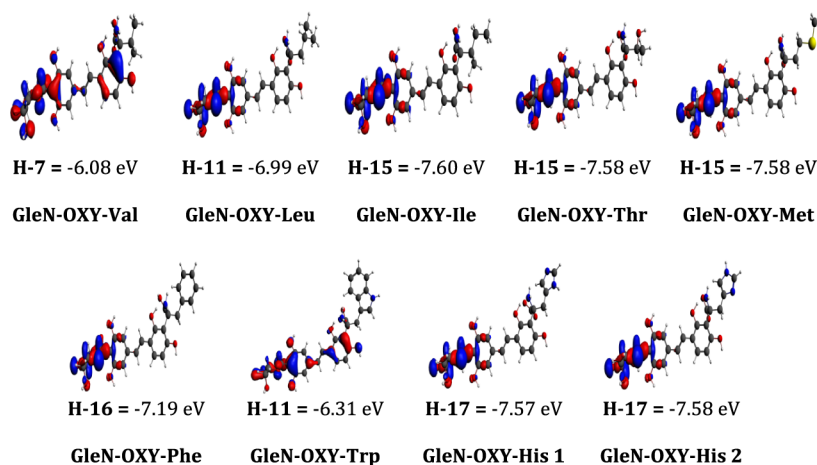 H-7 = -6.08 eV H-11 = -6.99 eV H-15 = -7.60 eV H-15 = -7.58 eV H-15 = -7.58 eV
GleN-OXY-Val GleN-OXY-Leu GleN-OXY-Ile GleN-OXY-Thr GleN-OXY-Met
H-16 = -7.19 eV H-11 = -6.31 eV H-17 = -7.57 eV H-17 = -7.58 eV
GleN-OXY-Phe GleN-OXY-Trp GleN-OXY-His 1 GleN-OXY-His 2